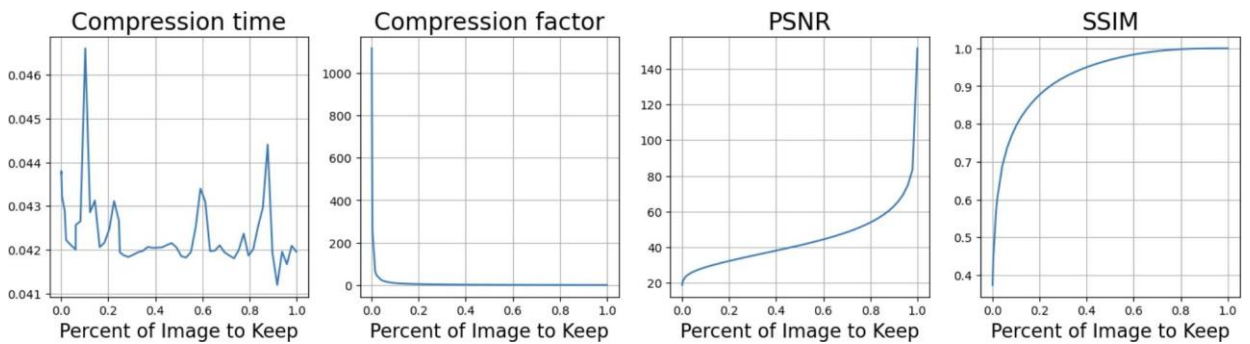 Compression time
0.046
0.045
0.044
0.043
0.042
0.041
0.0 0.2 0.4 0.6 0.8 1.0
Percent of Image to Keep
Compression factor
1000
800
600
400
200
0
0.0 0.2 0.4 0.6 0.8 1.0
Percent of Image to Keep
PSNR
140
120
100
80
60
40
20
0.0 0.2 0.4 0.6 0.8 1.0
Percent of Image to Keep
SSIM
1.0
0.9
0.8
0.7
0.6
0.5
0.4
0.0 0.2 0.4 0.6 0.8 1.0
Percent of Image to Keep